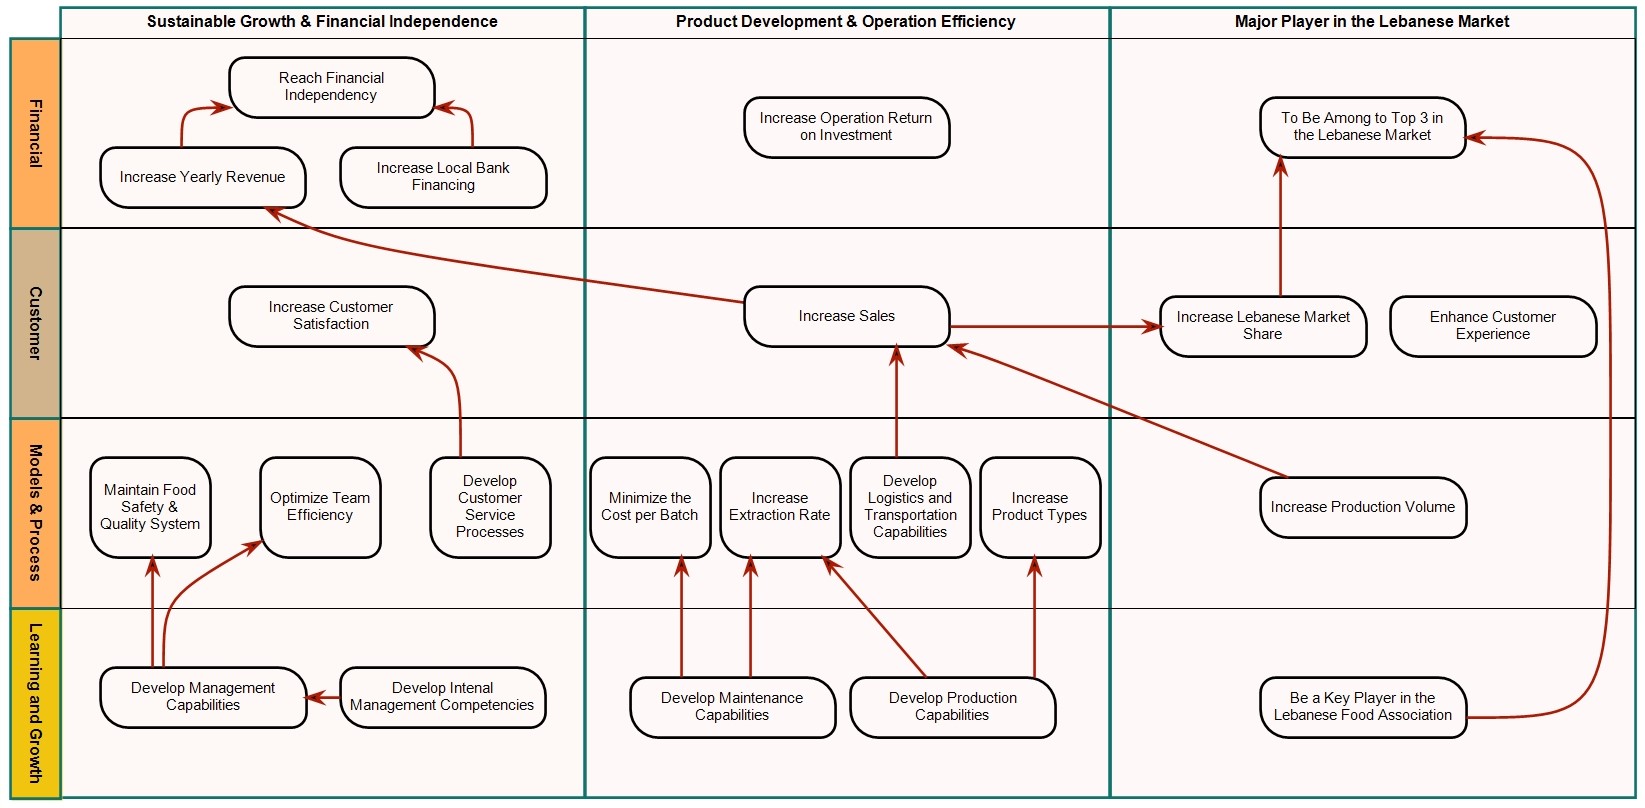 Sustainable Growth & Financial Independence
Product Development & Operation Efficiency
Major Player in the Lebanese Market
Financial
Reach Financial
Independency
Increase Yearly Revenue
Increase Local Bank
Financing
Increase Operation Return
on Investment
To Be Among to Top 3 in
the Lebanese Market
Customer
Increase Customer
Satisfaction
Increase Sales
Increase Lebanese Market
Share
Enhance Customer
Experience
Models & Process
Maintain Food
Safety &
Quality System
Optimize Team
Efficiency
Develop
Customer
Service
Processes
Minimize the
Cost per Batch
Increase
Extraction Rate
Develop
Logistics and
Transportation
Capabilities
Increase
Product Types
Increase Production Volume
Learning and Growth
Develop Management
Capabilities
Develop Intenal
Management Competencies
Develop Maintenance
Capabilities
Develop Production
Capabilities
Be a Key Player in the
Lebanese Food Association